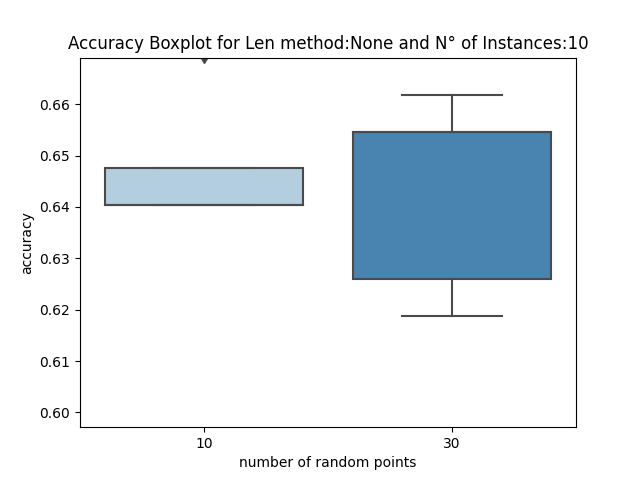 Accuracy Boxplot for Len method:None and N° of Instances:10
0.66
0.65
0.64
0.63
0.62
0.61
0.60
accuracy
10 30
number of random points